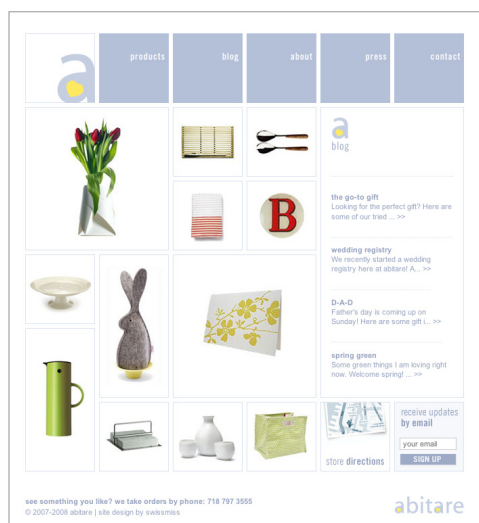 a
products
blog
about
press
contact
a
blog
the go-to gift
Looking for the perfect gift? Here are
some of our tried ... >>
wedding registry
We recently started a wedding
registry here at abitare! A... >>
D-A-D
Father's day is coming up on
Sunday! Here are some gift i... >>
spring green
Some green things I am loving right
now. Welcome spring! ... >>
B
store directions
receive updates
by email
your email
SIGN UP
see something you like? we take orders by phone: 718 797 3555
© 2007-2008 abitare | site design by swissmiss
abitare